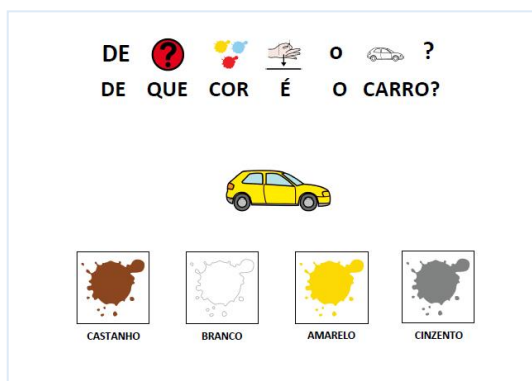 DE ? o ?
DE QUE COR É O CARRO?
CASTANHO BRANCO AMARELO CINZENTO